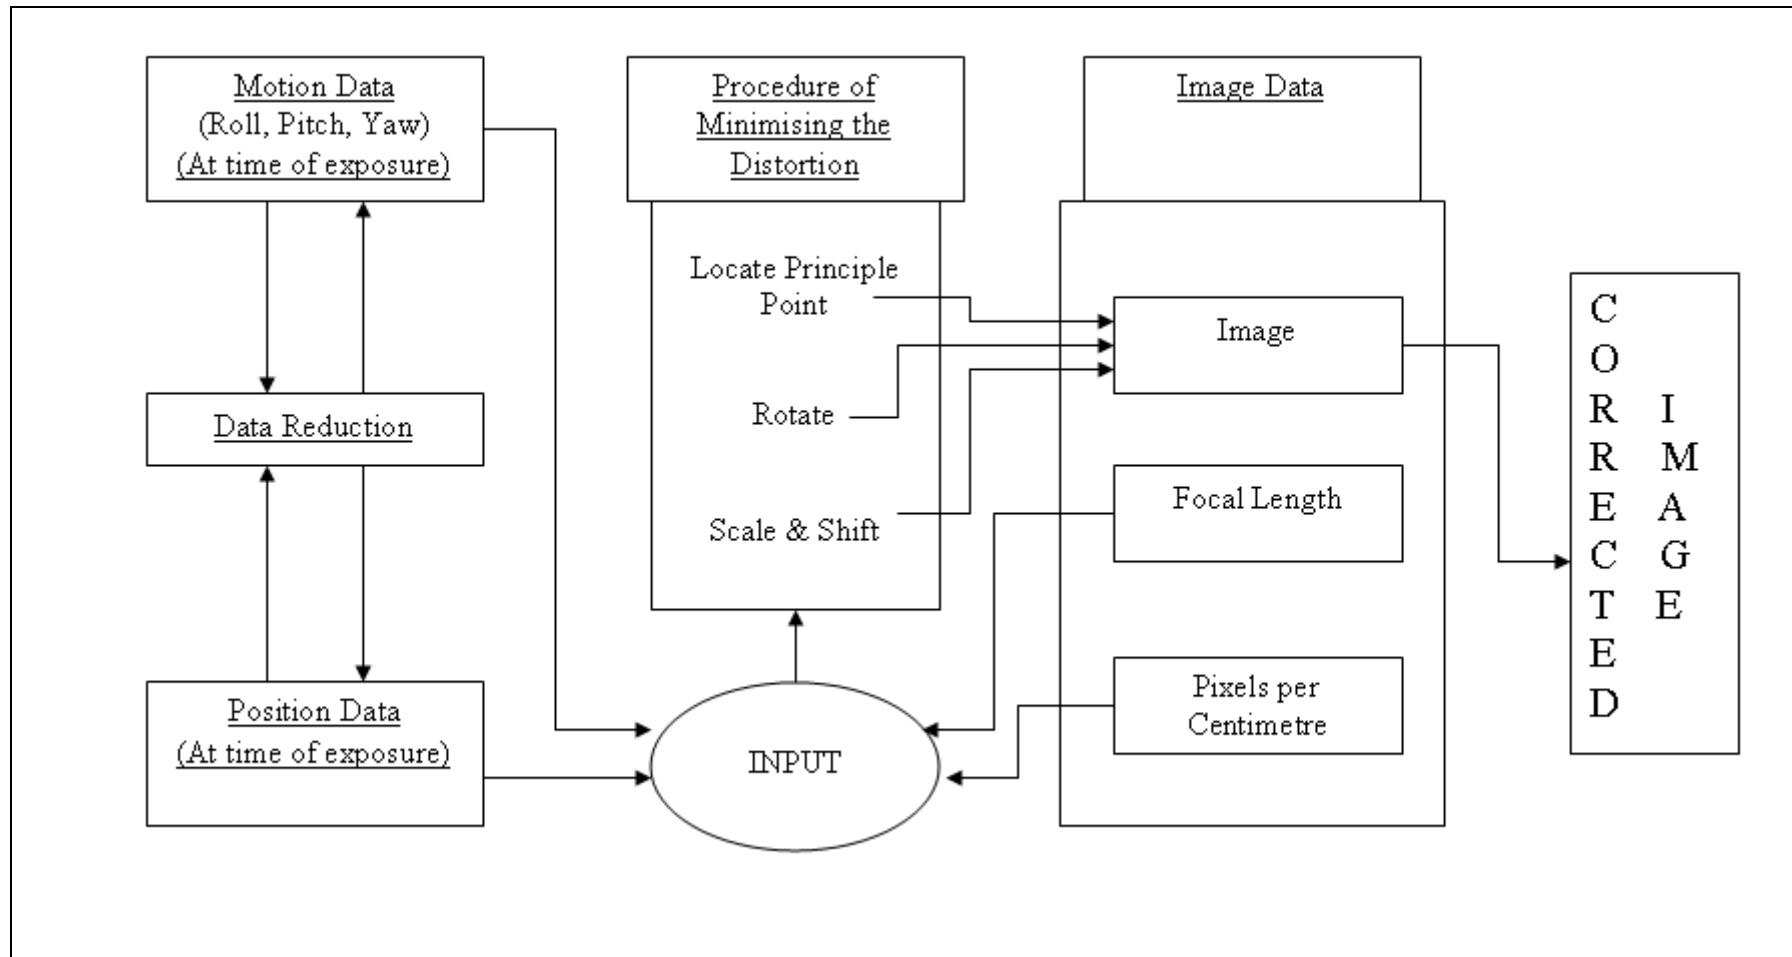 Motion Data
(Roll, Pitch, Yaw)
(At time of exposure)
Data Reduction
Position Data
(At time of exposure)
Procedure of
Minimising the
Distortion
Locate Principle
Point
Rotate
Scale & Shift
INPUT
Image Data
Image
Focal Length
Pixels per
Centimetre
CORRECTED
IMAGE